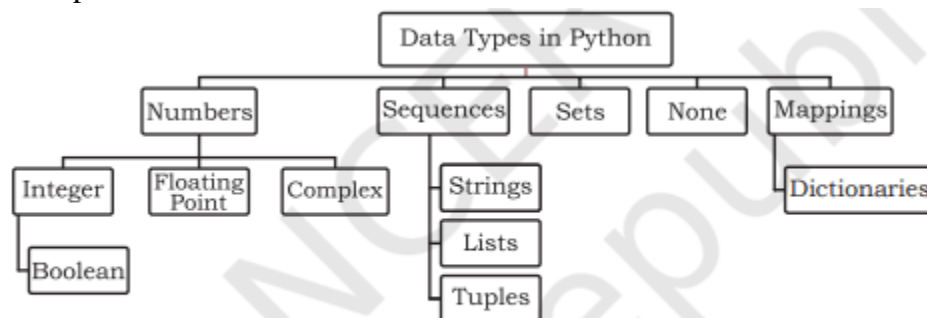 Data Types in Python
Numbers
Sequences
Sets
None
Mappings
Integer
Floating
Point
Complex
Strings
Dictionaries
Boolean
Lists
Tuples